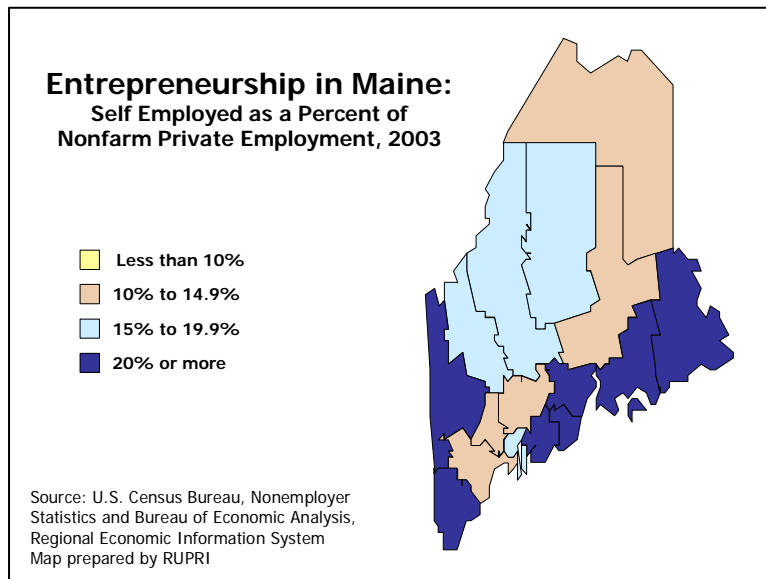 Entrepreneurship in Maine:
Self Employed as a Percent of
Nonfarm Private Employment, 2003
Less than 10%
10% to 14.9%
15% to 19.9%
20% or more
Source: U.S. Census Bureau, Nonemployer
Statistics and Bureau of Economic Analysis,
Regional Economic Information System
Map prepared by RUPRI